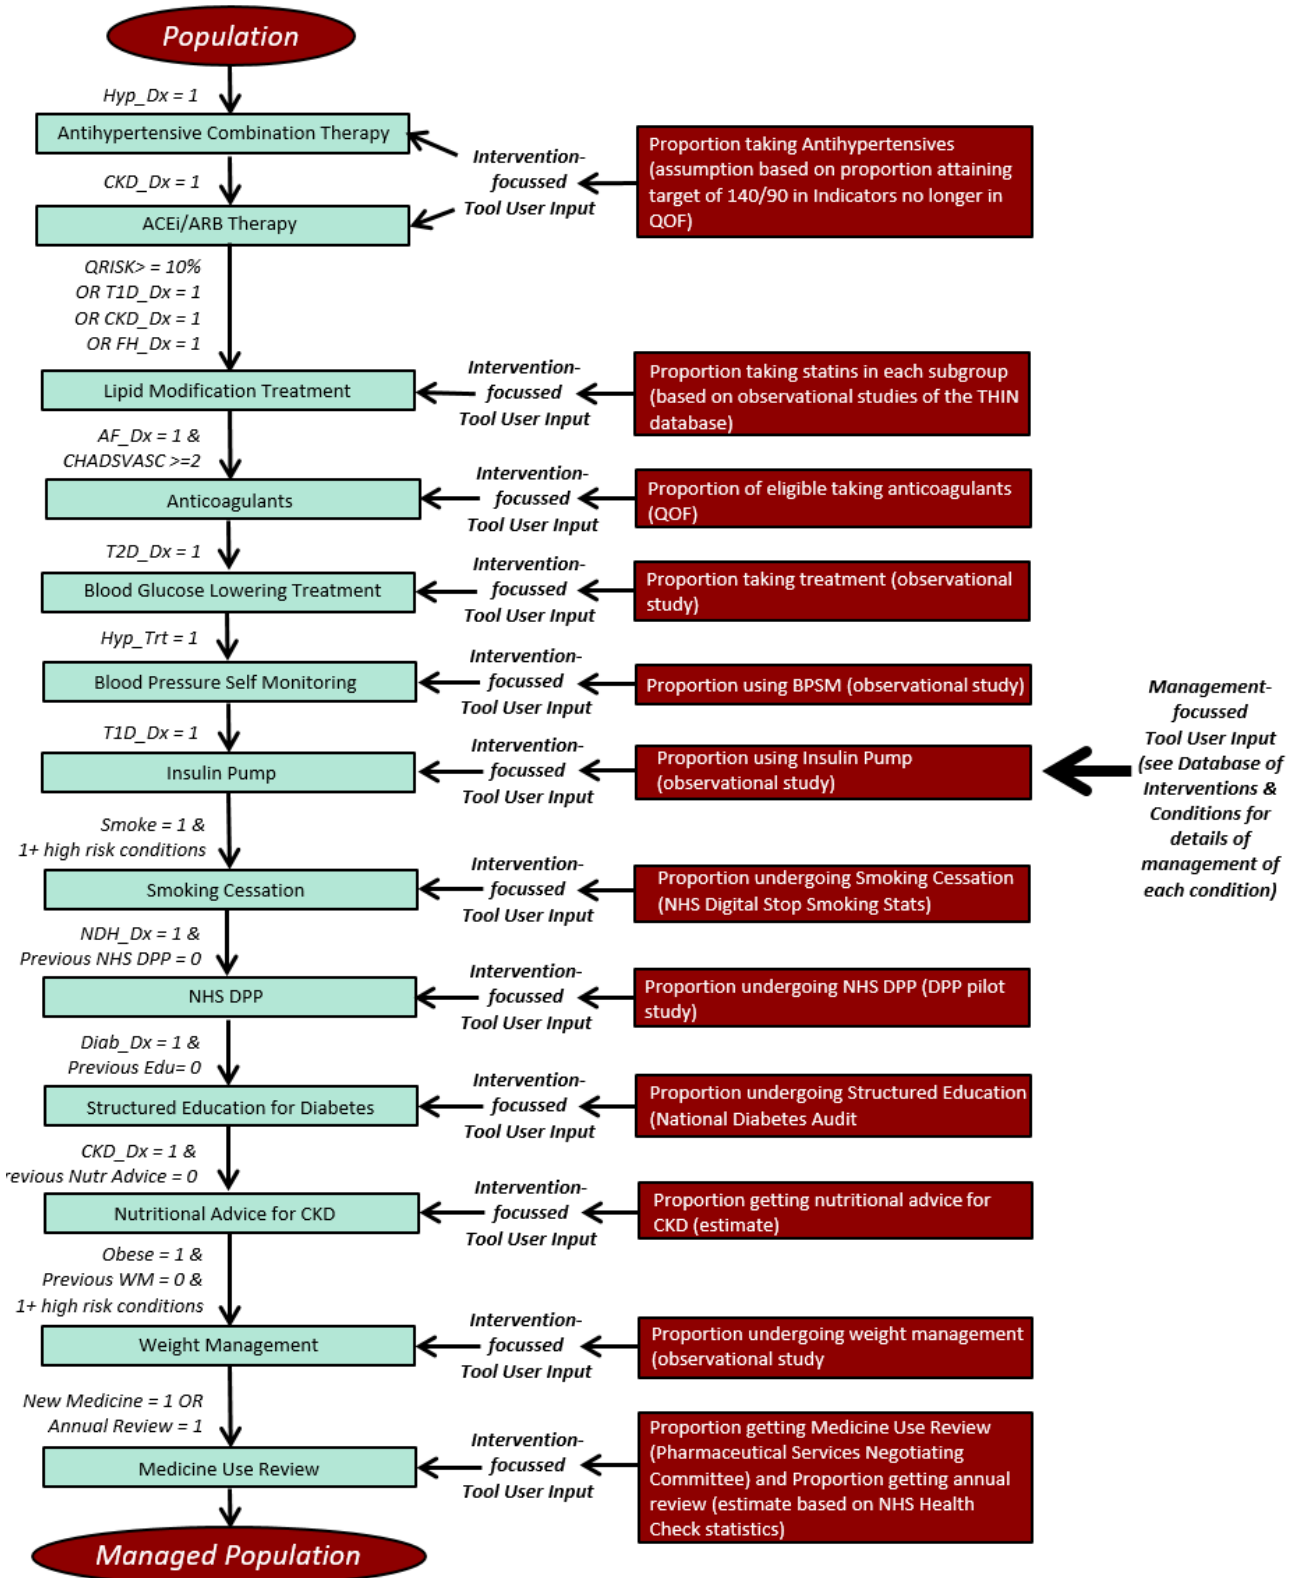 Population
Hyp_Dx = 1
Antihypertensive Combination Therapy
CKD_Dx = 1
ACEi/ARB Therapy
Intervention-
focussed
Tool User Input
Proportion taking Antihypertensives
(assumption based on proportion attaining
target of 140/90 in Indicators no longer in
QOF)
QRISK> = 10%
OR T1D_Dx = 1
OR CKD_Dx = 1
OR FH_Dx = 1
Lipid Modification Treatment
Intervention-
focussed
Tool User Input
Proportion taking statins in each subgroup
(based on observational studies of the THIN
database)
AF_Dx = 1 &
CHADSVASC >=2
Anticoagulants
Intervention-
focussed
Tool User Input
Proportion of eligible taking anticoagulants
(QOF)
T2D_Dx = 1
Blood Glucose Lowering Treatment
Intervention-
focussed
Tool User Input
Proportion taking treatment (observational
study)
Hyp_Trt = 1
Blood Pressure Self Monitoring
Intervention-
focussed
Tool User Input
Proportion using BPSM (observational study)
T1D_Dx = 1
Insulin Pump
Intervention-
focussed
Tool User Input
Proportion using Insulin Pump
(observational study)
Management-
focussed
Tool User Input
(see Database of
Interventions &
Conditions for
details of
management of
each condition)
Smoke = 1 &
1+ high risk conditions
Smoking Cessation
Intervention-
focussed
Tool User Input
Proportion undergoing Smoking Cessation
(NHS Digital Stop Smoking Stats)
NDH_Dx = 1 &
Previous NHS DPP = 0
NHS DPP
Intervention-
focussed
Tool User Input
Proportion undergoing NHS DPP (DPP pilot
study)
Diab_Dx = 1 &
Previous Edu= 0
Structured Education for Diabetes
Intervention-
focussed
Tool User Input
Proportion undergoing Structured Education
(National Diabetes Audit
CKD_Dx = 1 &
revious Nutr Advice = 0
Nutritional Advice for CKD
Intervention-
focussed
Tool User Input
Proportion getting nutritional advice for
CKD (estimate)
Obese = 1 &
Previous WM = 0 &
1+ high risk conditions
Weight Management
Intervention-
focussed
Tool User Input
Proportion undergoing weight management
(observational study
New Medicine = 1 OR
Annual Review = 1
Medicine Use Review
Intervention-
focussed
Tool User Input
Proportion getting Medicine Use Review
(Pharmaceutical Services Negotiating
Committee) and Proportion getting annual
review (estimate based on NHS Health
Check statistics)
Managed Population